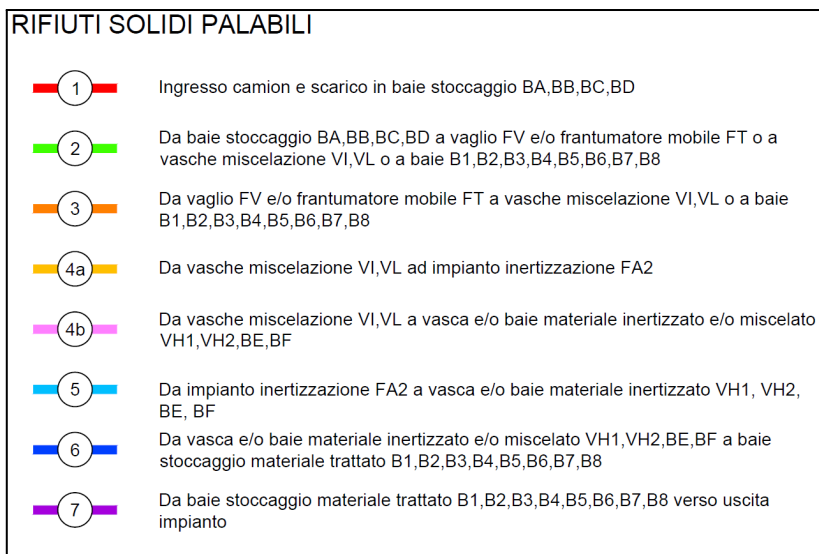 RIFIUTI SOLIDI PALABILI
1 Ingresso camion e scarico in baie stoccaggio BA,BB,BC,BD
2 Da baie stoccaggio BA,BB,BC,BD a vaglio FV e/o frantumatore mobile FT o a
vasche miscelazione VI,VL o a baie B1,B2,B3,B4,B5,B6,B7,B8
3 Da vaglio FV e/o frantumatore mobile FT a vasche miscelazione VI,VL o a baie
B1,B2,B3,B4,B5,B6,B7,B8
4a Da vasche miscelazione VI,VL ad impianto inertizzazione FA2
4b Da vasche miscelazione VI,VL a vasca e/o baie materiale inertizzato e/o miscelato
VH1,VH2,BE,BF
5 Da impianto inertizzazione FA2 a vasca e/o baie materiale inertizzato VH1, VH2,
BE, BF
6 Da vasca e/o baie materiale inertizzato e/o miscelato VH1,VH2,BE,BF a baie
stoccaggio materiale trattato B1,B2,B3,B4,B5,B6,B7,B8
7 Da baie stoccaggio materiale trattato B1,B2,B3,B4,B5,B6,B7,B8 verso uscita
impianto